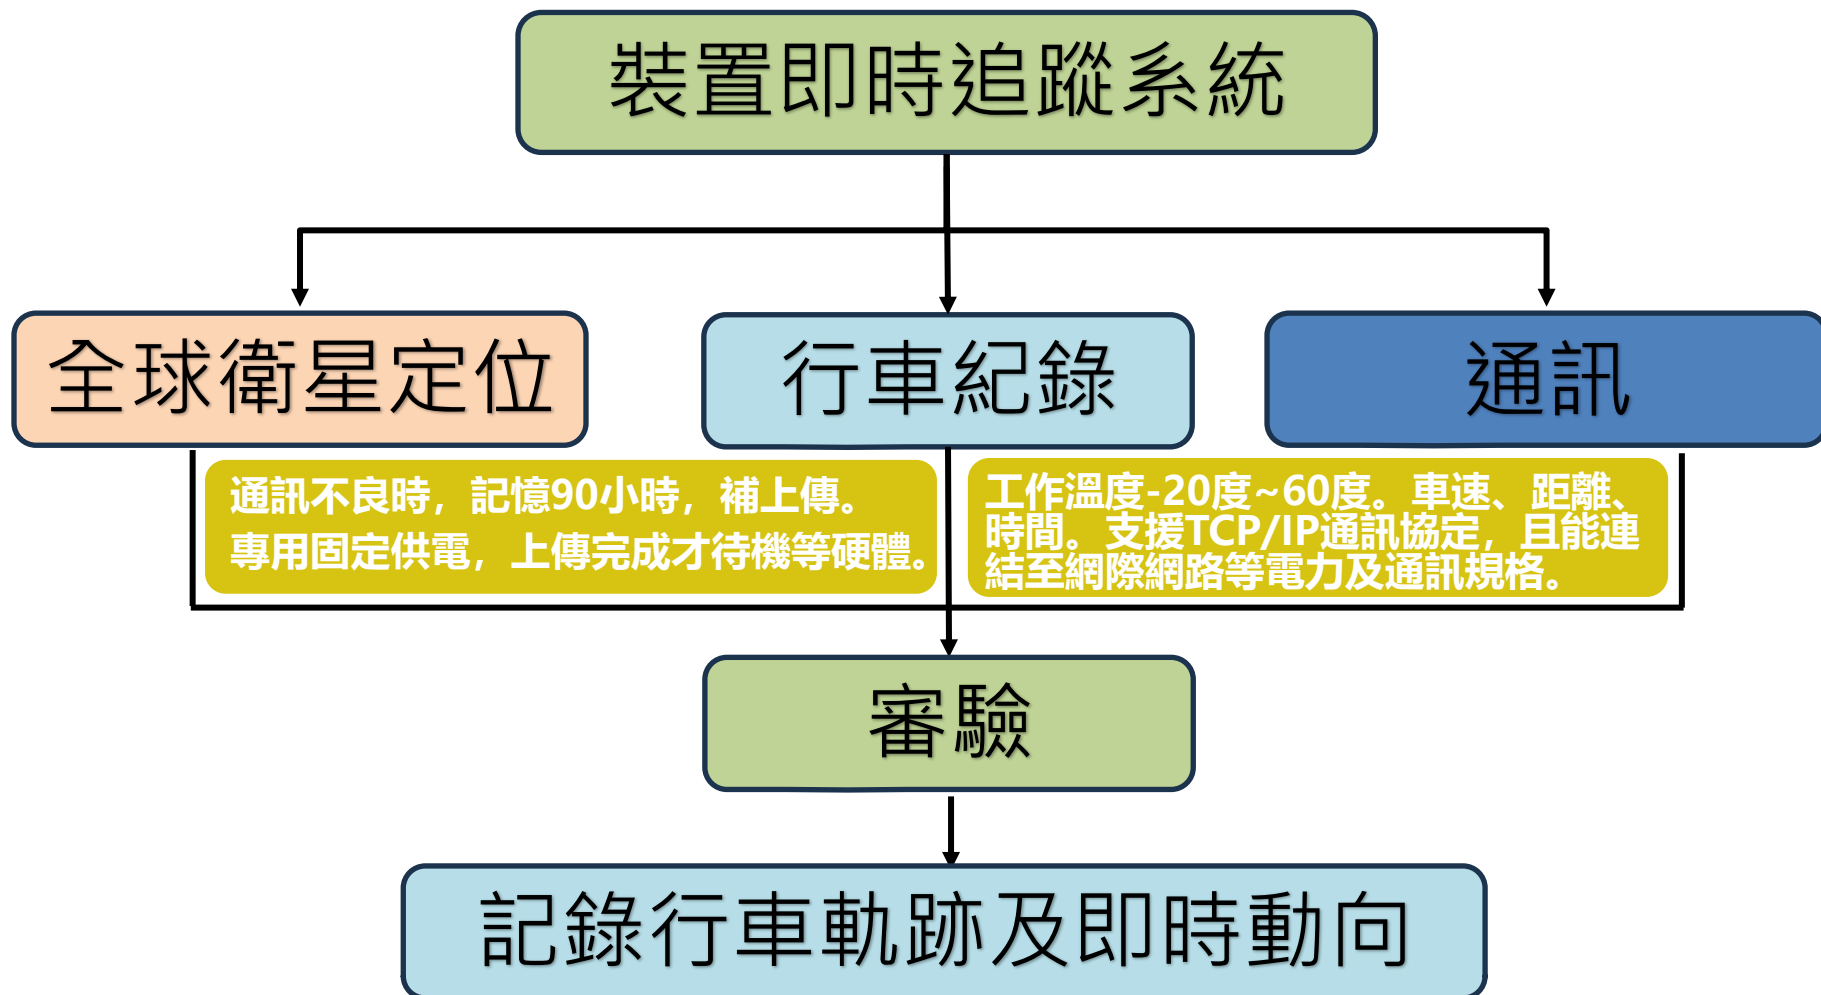 裝置即時追蹤系統
全球衛星定位
行車紀錄
通訊
通訊不良時，記憶90小時，補上傳。
專用固定供電，上傳完成才待機等硬體。
工作溫度-20度~60度。車速、距離、
時間。支援TCP/IP通訊協定，且能連
結至網際網路等電力及通訊規格。
審驗
記錄行車軌跡及即時動向